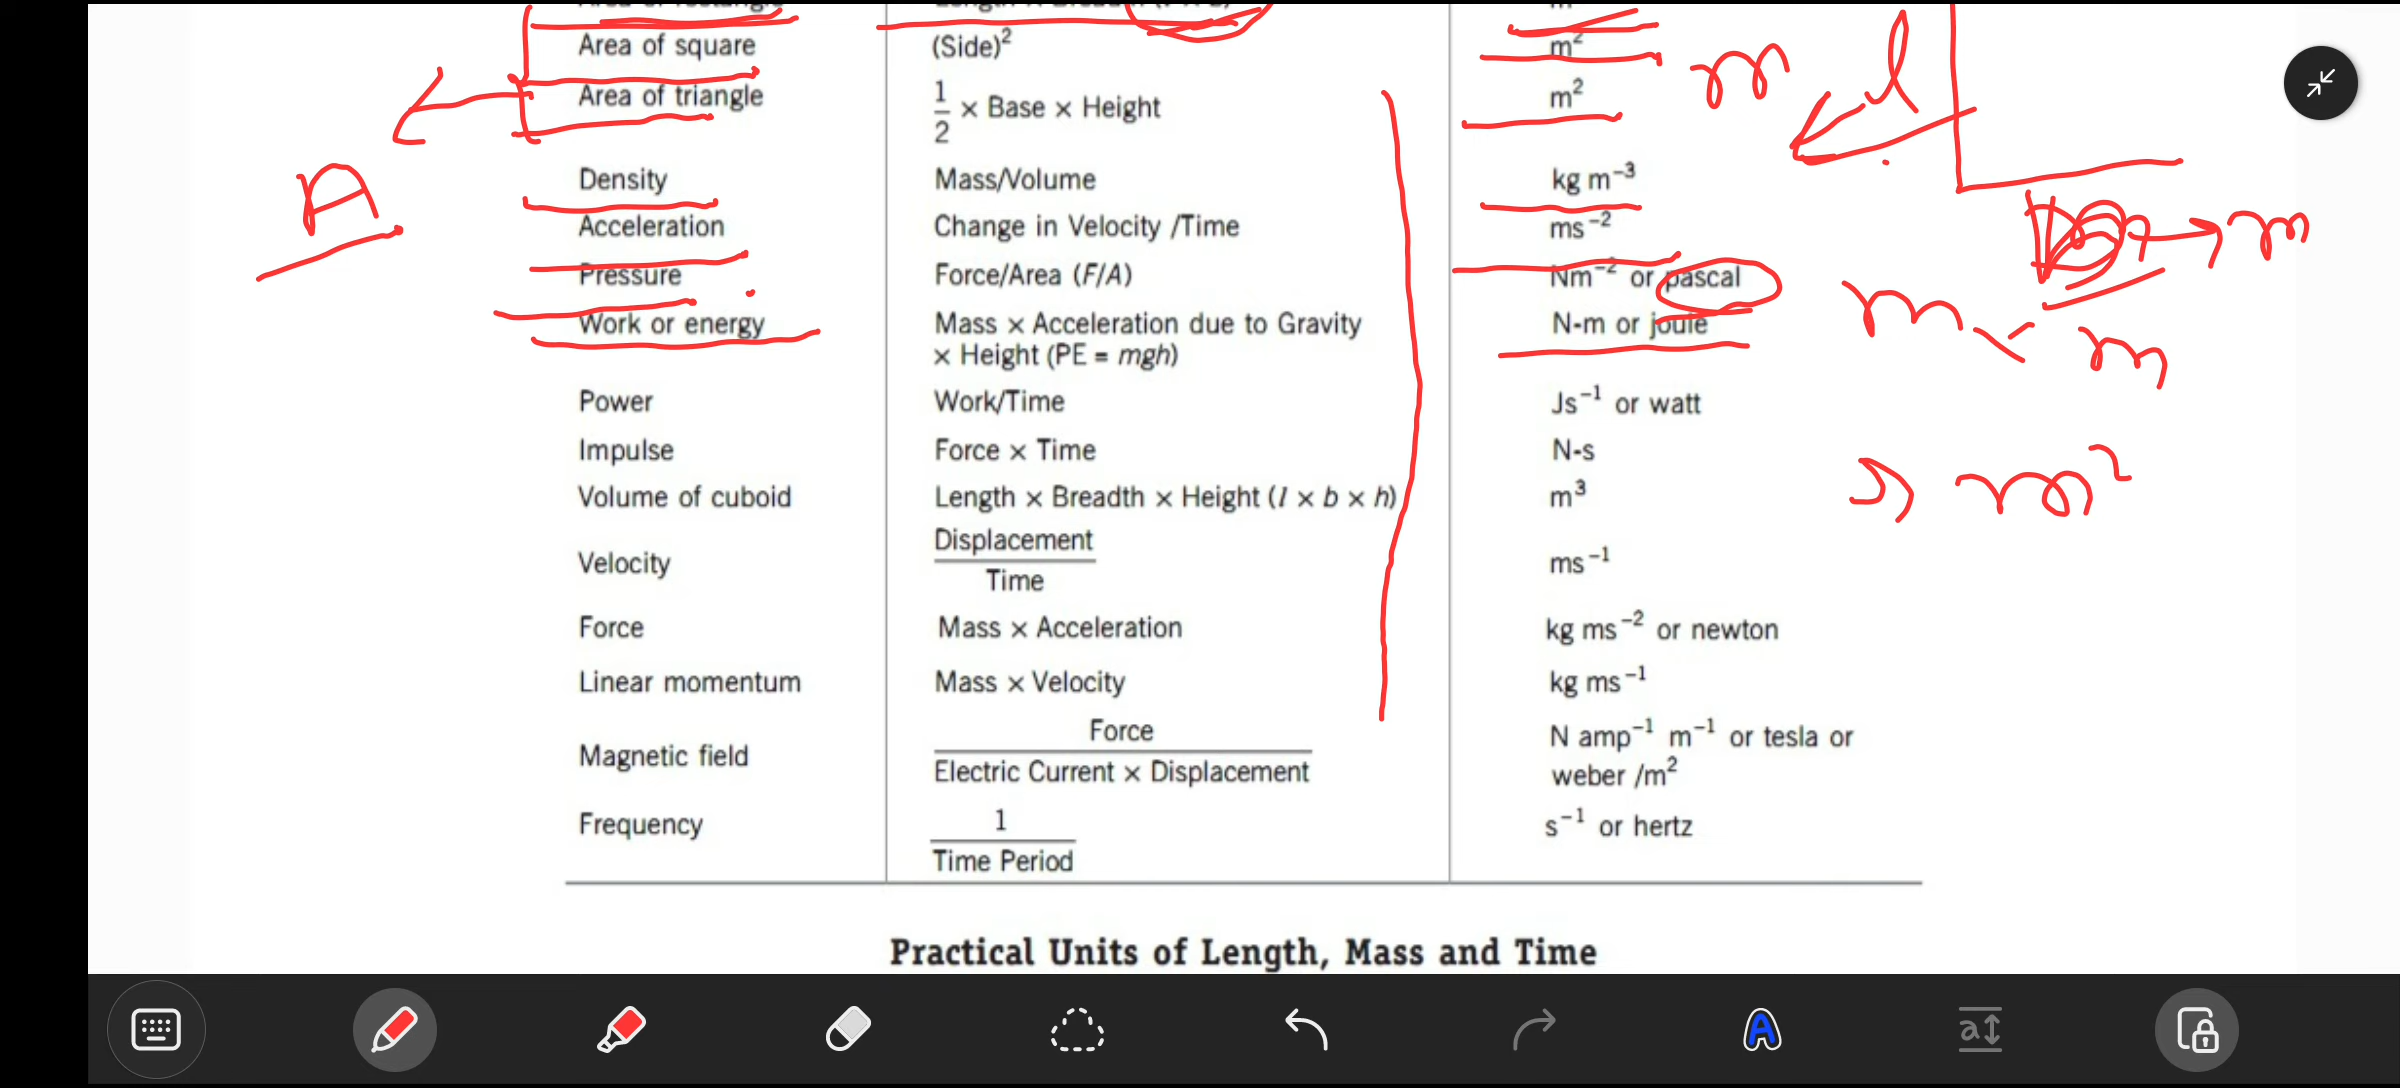 Area of square (Side)² m²
Area of triangle 1/2 × Base × Height m²
Density Mass/Volume kg m⁻³
Acceleration Change in Velocity /Time ms⁻²
Pressure Force/Area (F/A) Nm⁻² or pascal
Work or energy Mass × Acceleration due to Gravity N-m or joule
× Height (PE = mgh)
Power Work/Time Js⁻¹ or watt
Impulse Force × Time N-s
Volume of cuboid Length × Breadth × Height (l × b × h) m³
Velocity Displacement/Time ms⁻¹
Force Mass × Acceleration kg ms⁻² or newton
Linear momentum Mass × Velocity kg ms⁻¹
Magnetic field Force/Electric Current × Displacement N amp⁻¹ m⁻¹ or tesla or
weber /m²
Frequency 1/Time Period s⁻¹ or hertz
Practical Units of Length, Mass and Time
A
m
l
m
m × m
m²